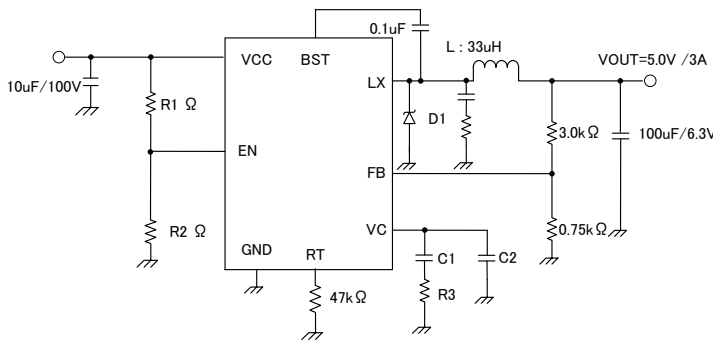 0.1uF
L : 33uH
VOUT=5.0V /3A
VCC
BST
10uF/100V
LX
R1 Ω
D1
3.0kΩ
100uF/6.3V
EN
FB
R2 Ω
VC
0.75kΩ
GND
RT
C1
C2
47kΩ
R3